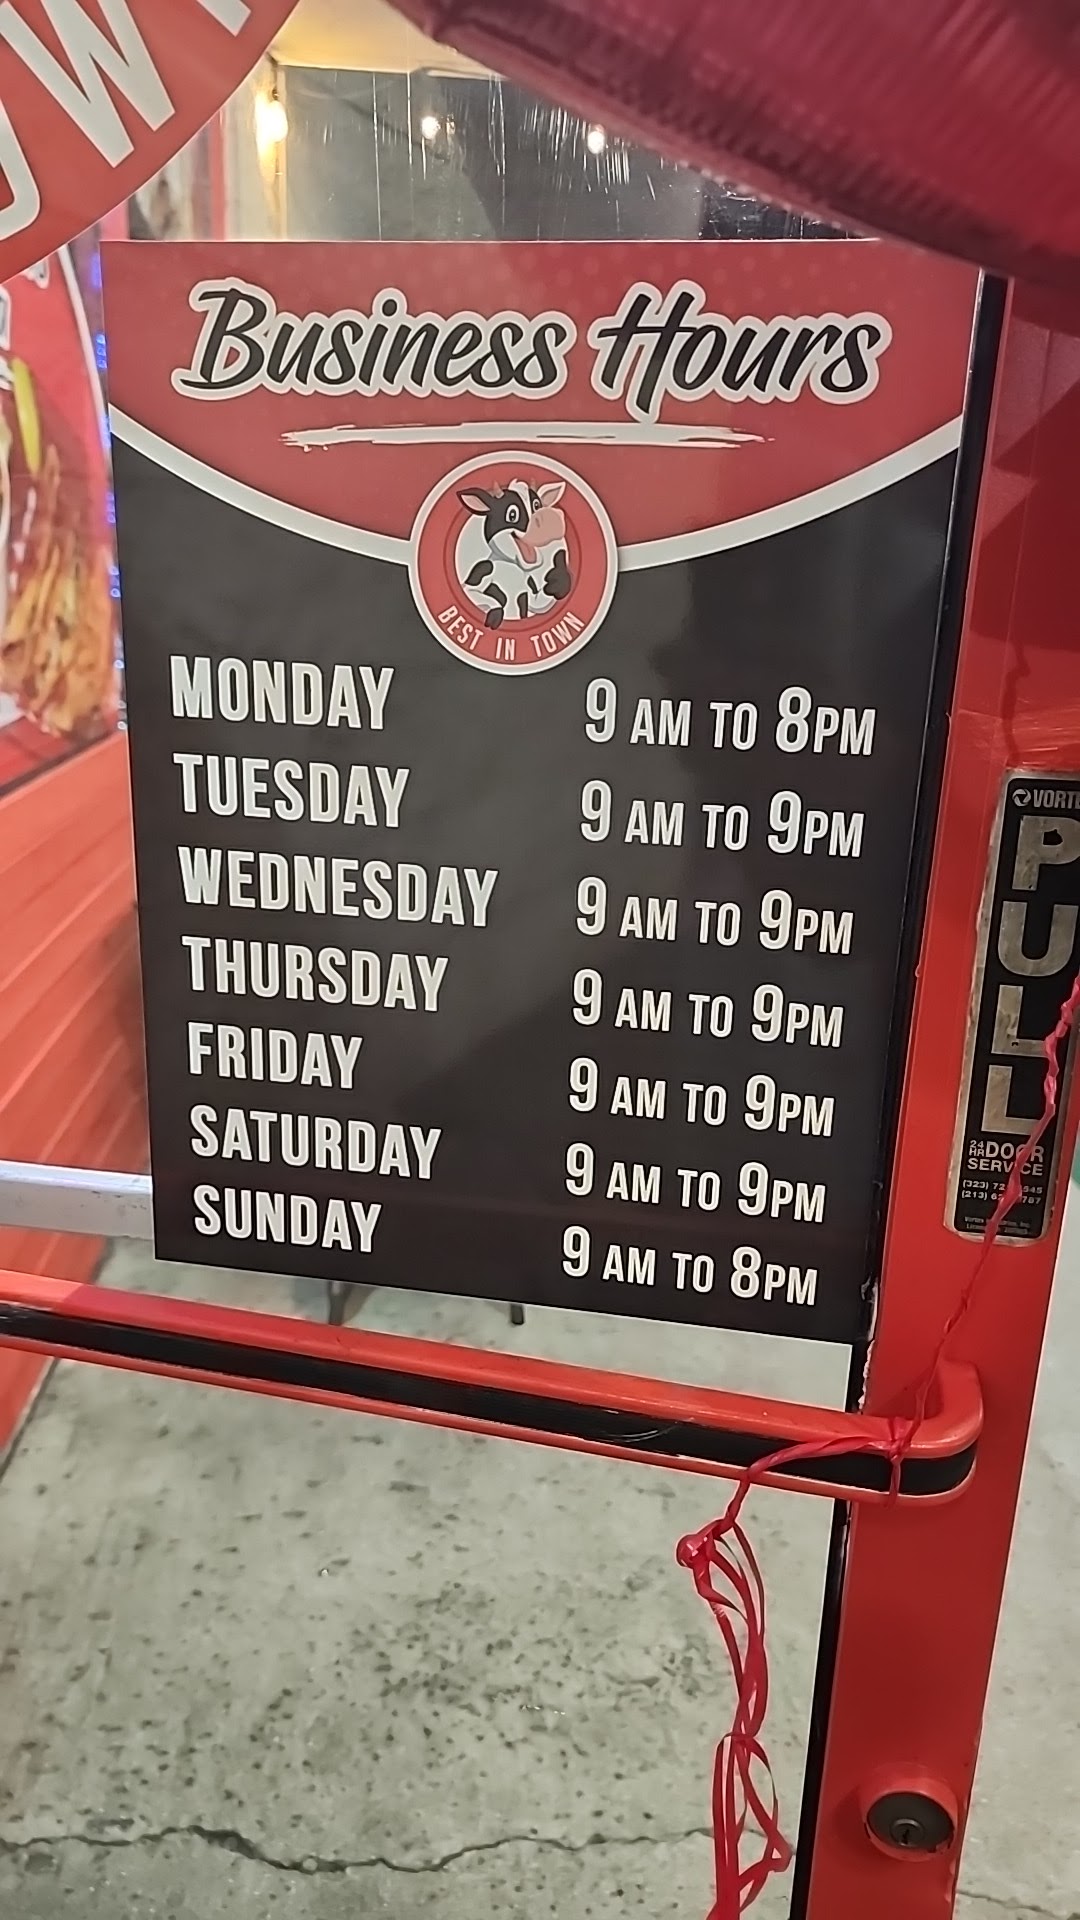 Business Hours
BEST IN TOWN
MONDAY 9 AM TO 8PM
TUESDAY 9 AM TO 9PM
WEDNESDAY 9 AM TO 9PM
THURSDAY 9 AM TO 9PM
FRIDAY 9 AM TO 9PM
SATURDAY 9 AM TO 9PM
SUNDAY 9 AM TO 8PM
PULL
24 HR DOOR
SERVICE
(323)
(213)